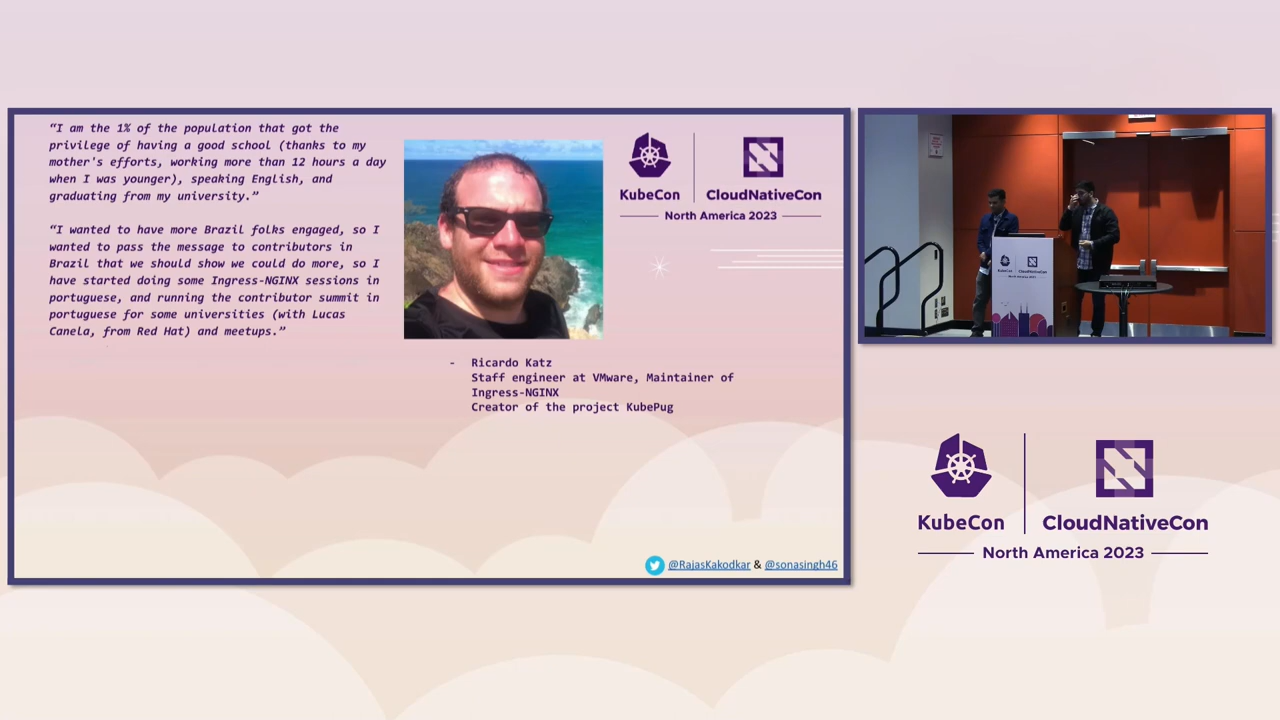 “I am the 1% of the population that got the
privilege of having a good school (thanks to my
mother's efforts, working more than 12 hours a day
when I was younger), speaking English, and
graduating from my university.”
“I wanted to have more Brazil folks engaged, so I
wanted to pass the message to contributors in
Brazil that we should show we could do more, so I
have started doing some Ingress-NGINX sessions in
portuguese, and running the contributor summit in
portuguese for some universities (with Lucas
Canela, from Red Hat) and meetups.”
KubeCon
CloudNativeCon
North America 2023
- Ricardo Katz
Staff engineer at VMware, Maintainer of
Ingress-NGINX
Creator of the project KubePug
@RajasKakodkar & @sonasingh46
KubeCon
CloudNativeCon
North America 2023